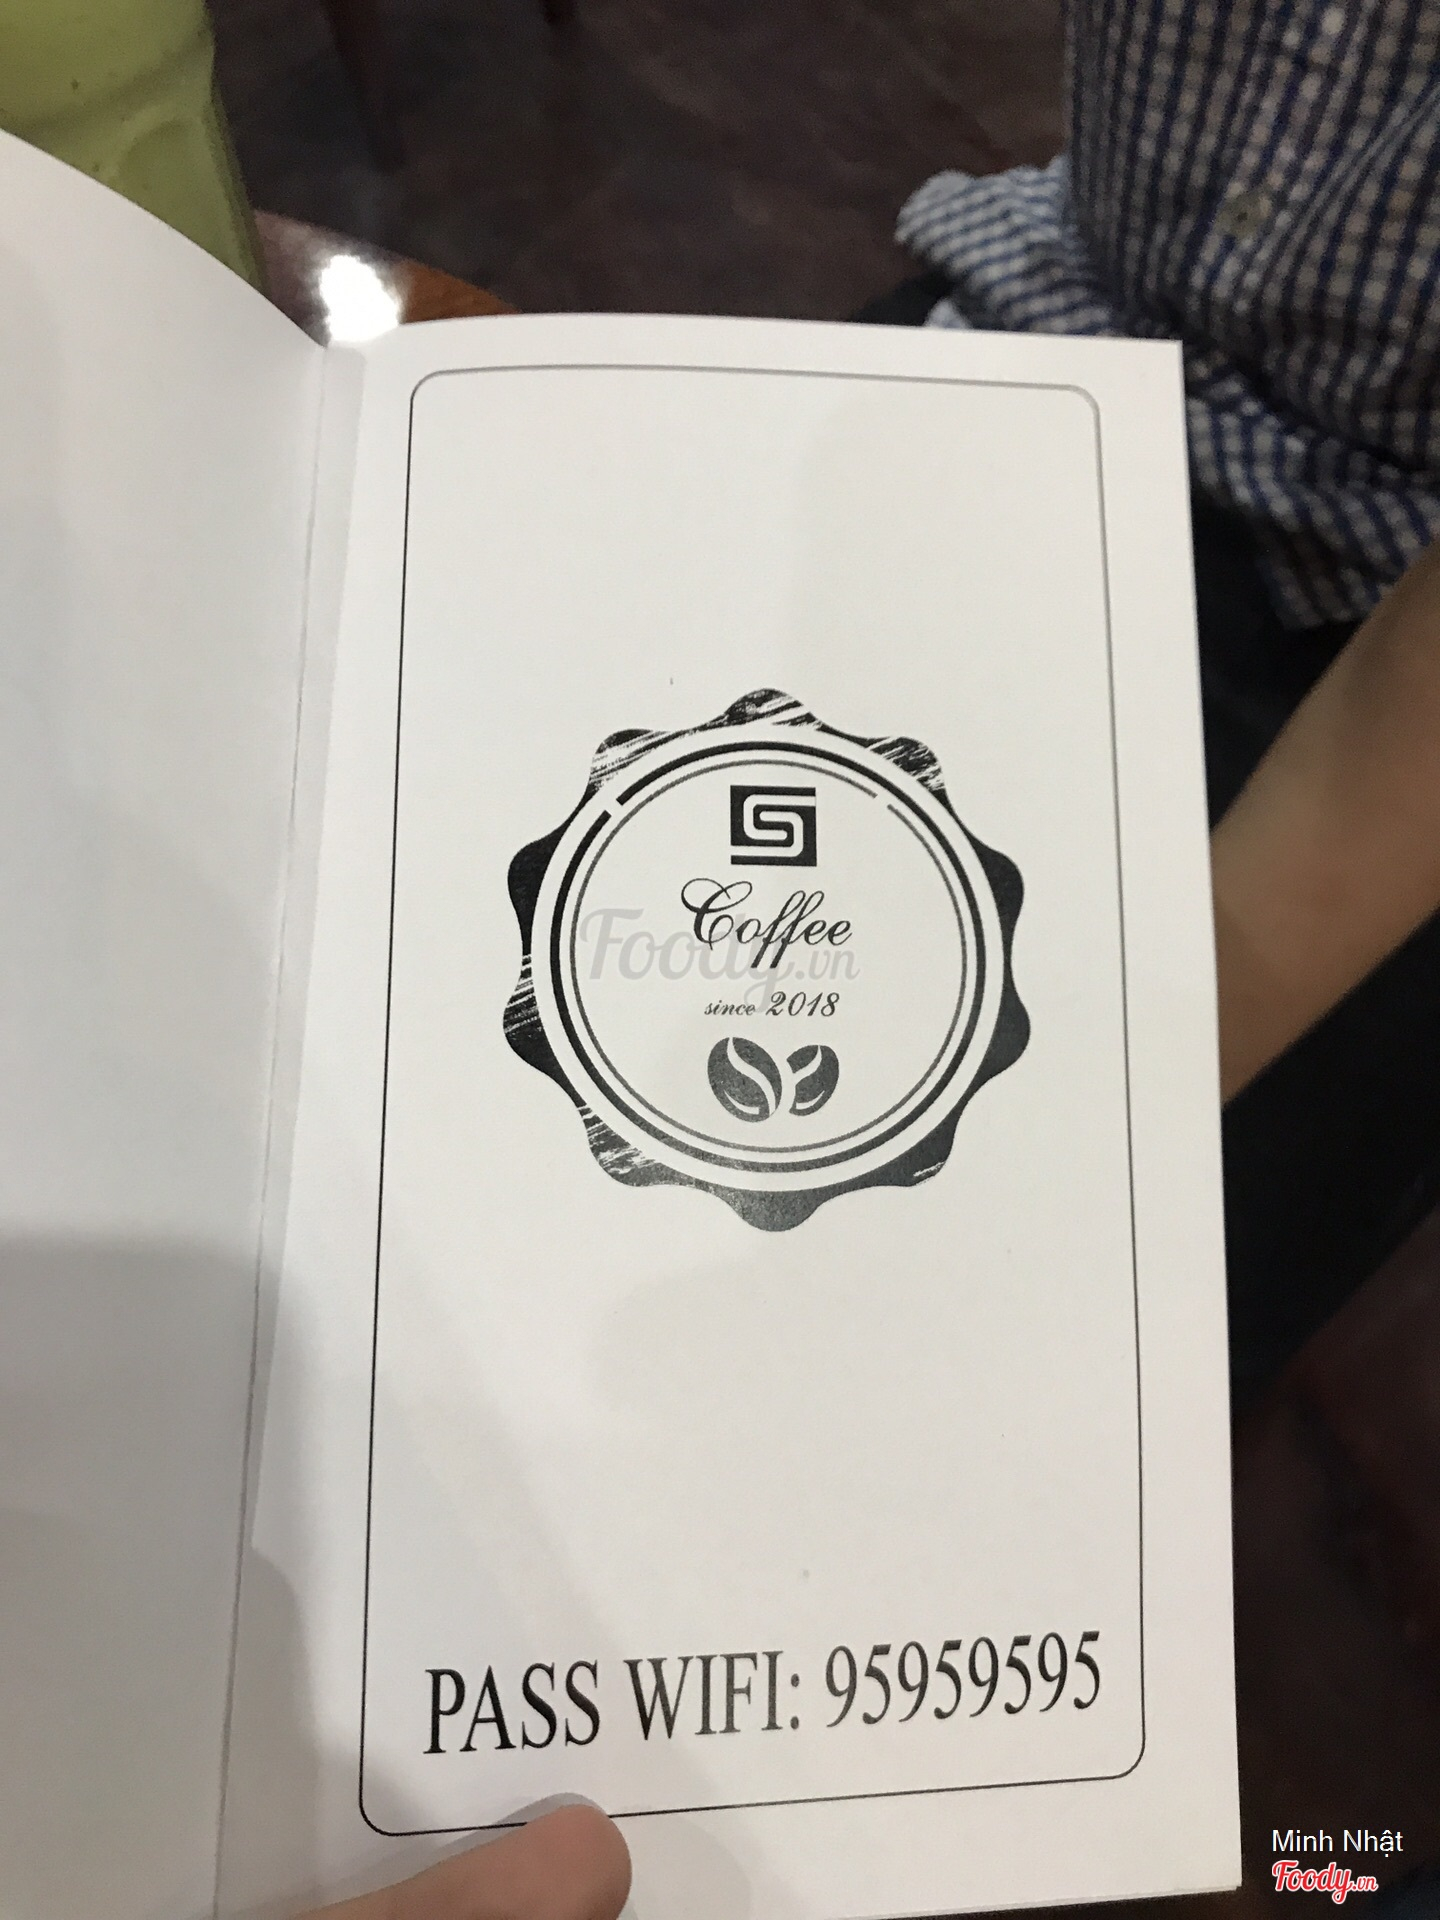 S
Coffee
Foody.vn
since 2018
PASS WIFI: 95959595
Minh Nhật
Foody.vn